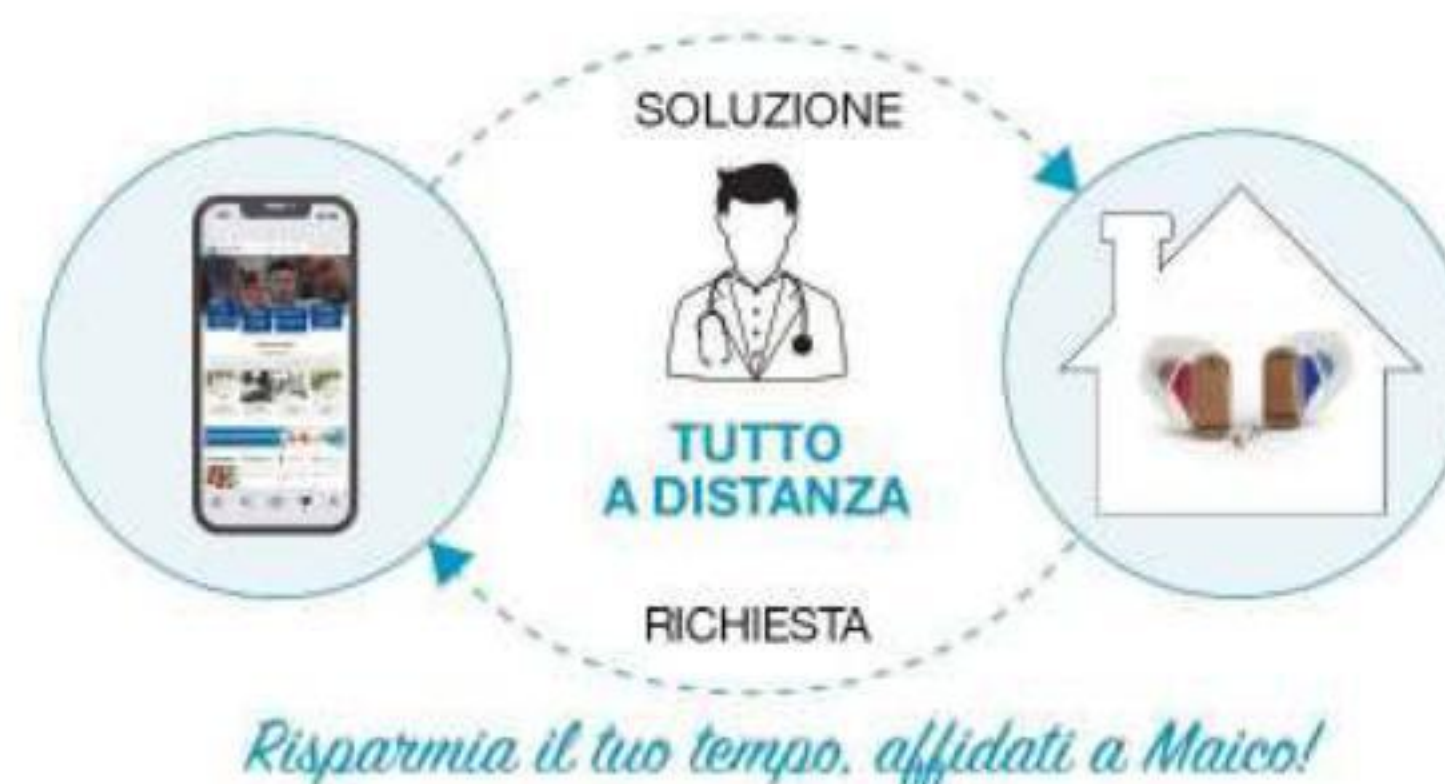 SOLUZIONE
TUTTO
A DISTANZA
RICHIESTA
Risparmia il tuo tempo, affidati a Maico!